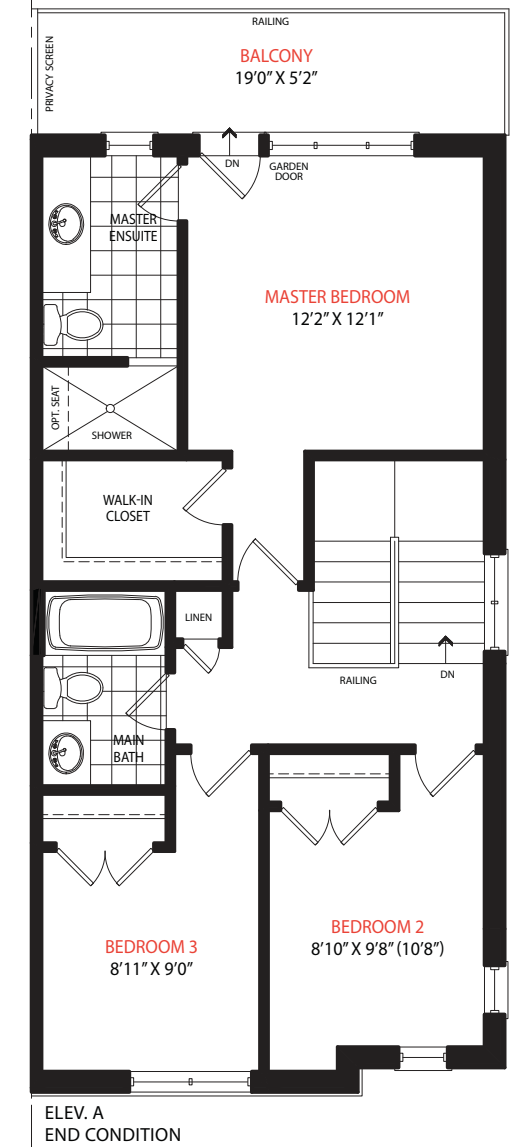 RAILING
PRIVACY SCREEN
BALCONY
19'0" X 5'2"
DN
GARDEN
DOOR
MASTER
ENSUITE
MASTER BEDROOM
12'2" X 12'1"
OPT. SEAT
SHOWER
WALK-IN
CLOSET
LINEN
RAILING
DN
MAIN
BATH
BEDROOM 2
8'10" X 9'8" (10'8")
BEDROOM 3
8'11" X 9'0"
ELEV. A
END CONDITION